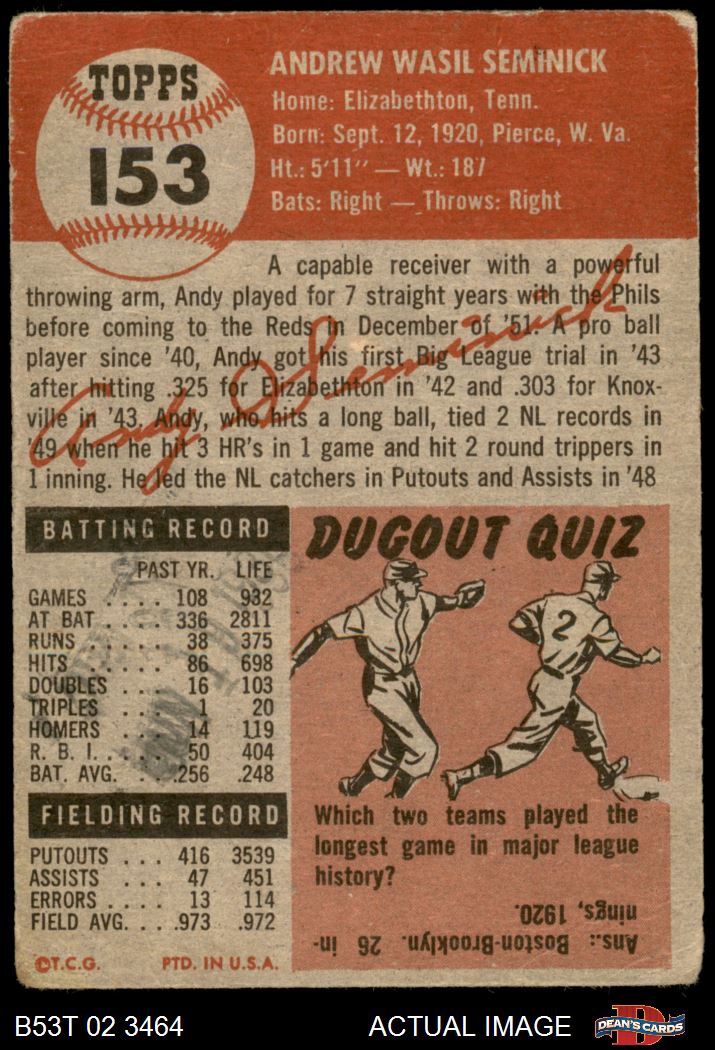 TOPPS
153
ANDREW WASIL SEMINICK
Home: Elizabethton, Tenn.
Born: Sept. 12, 1920, Pierce, W. Va.
Ht.: 5'11" — Wt.: 187
Bats: Right — Throws: Right
A capable receiver with a powerful
throwing arm, Andy played for 7 straight years with the Phils
before coming to the Reds in December of '51. A pro ball
player since '40, Andy got his first Big League trial in '43
after hitting .325 for Elizabethton in '42 and .303 for Knox-
ville in '43. Andy, who hits a long ball, tied 2 NL records in
'49 when he hit 3 HR's in 1 game and hit 2 round trippers in
1 inning. He led the NL catchers in Putouts and Assists in '48
Andy Seminick
BATTING RECORD
PAST YR. LIFE
GAMES .... 108 932
AT BAT .... 336 2811
RUNS ..... 38 375
HITS ..... 86 698
DOUBLES ... 16 103
TRIPLES ... 1 20
HOMERS ... 14 119
R. B. I. .... 50 404
BAT. AVG. .. .256 .248
FIELDING RECORD
PUTOUTS ... 416 3539
ASSISTS ... 47 451
ERRORS .... 13 114
FIELD AVG. .. .973 .972
©T.C.G. PTD. IN U.S.A.
DUGOUT QUIZ
2
Which two teams played the
longest game in major league
history?
Ans.: Boston-Brooklyn. 26 in-
nings, 1920.
B53T 02 3464
ACTUAL IMAGE
DEAN'S CARDS